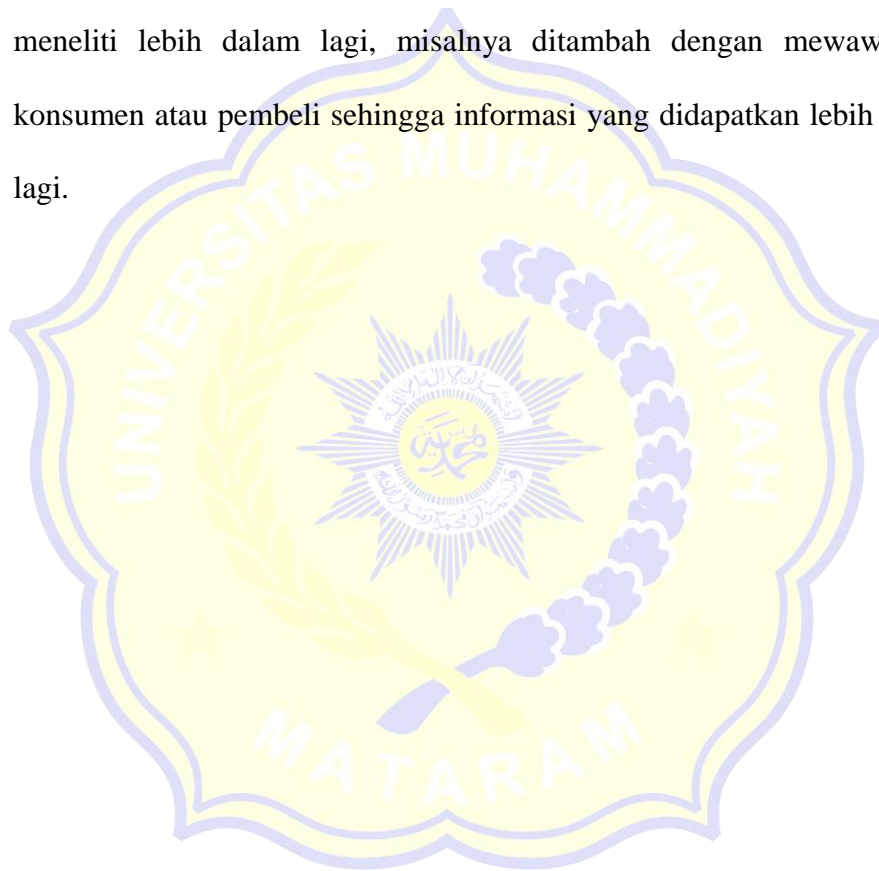 meneliti lebih dalam lagi, misalnya ditambah dengan mewaw
konsumen atau pembeli sehingga informasi yang didapatkan lebih
lagi.
UNIVERSITAS MUHAMMADIYAH
MATARAM